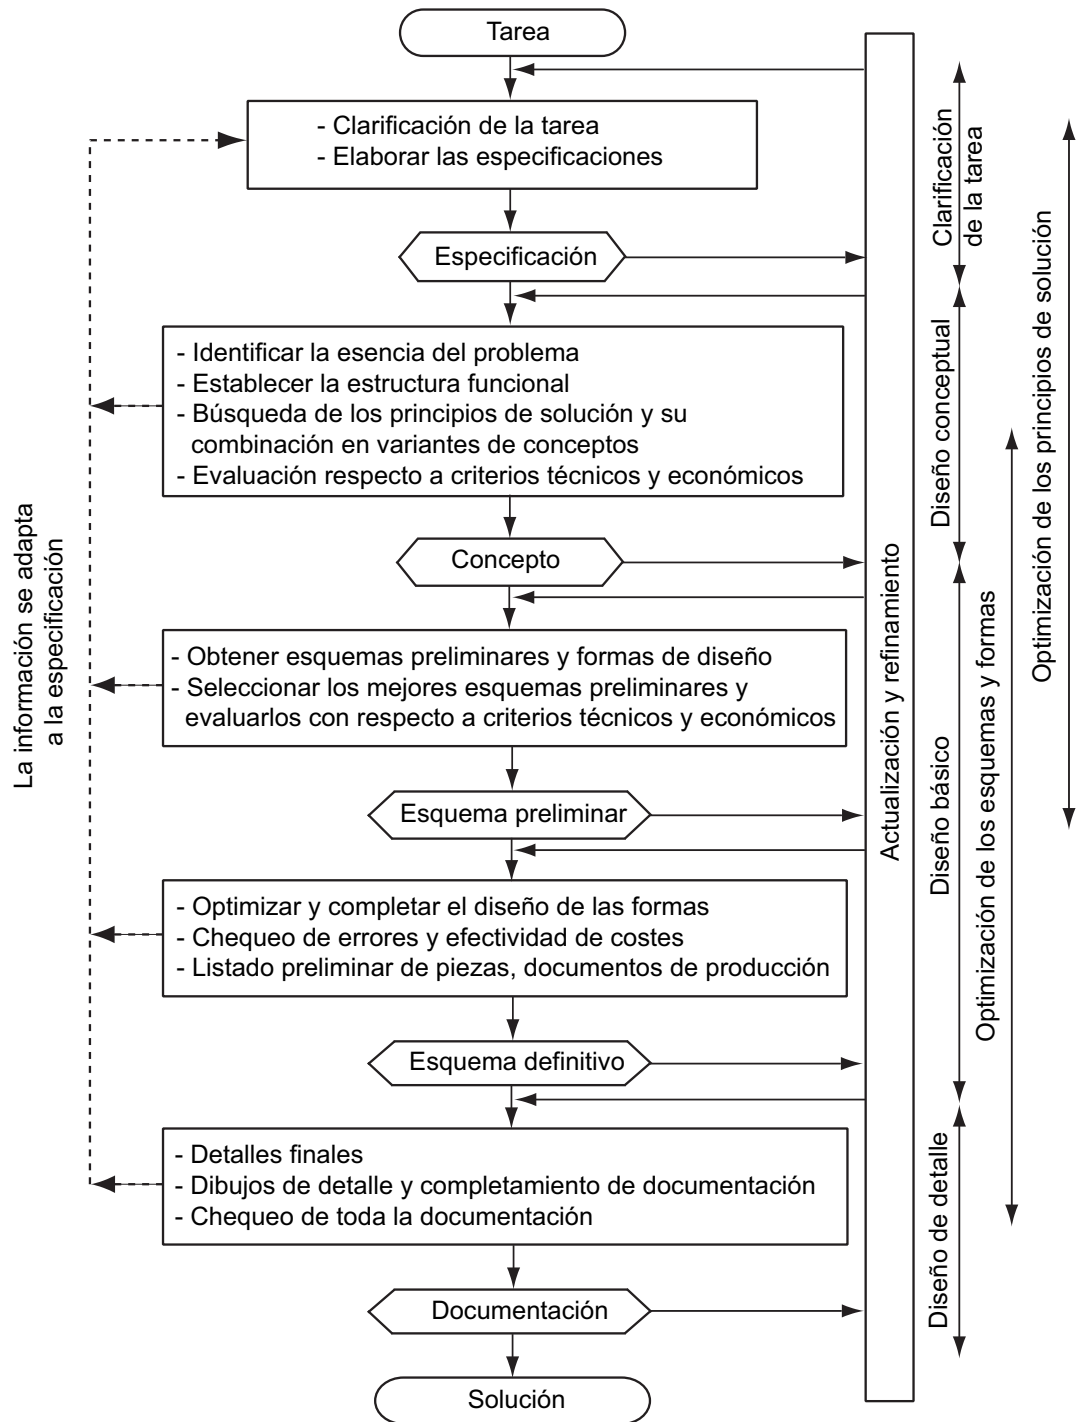 Tarea
- Clarificación de la tarea
- Elaborar las especificaciones
Especificación
- Identificar la esencia del problema
- Establecer la estructura funcional
- Búsqueda de los principios de solución y su
combinación en variantes de conceptos
- Evaluación respecto a criterios técnicos y económicos
Concepto
- Obtener esquemas preliminares y formas de diseño
- Seleccionar los mejores esquemas preliminares y
evaluarlos con respecto a criterios técnicos y económicos
Esquema preliminar
- Optimizar y completar el diseño de las formas
- Chequeo de errores y efectividad de costes
- Listado preliminar de piezas, documentos de producción
Esquema definitivo
- Detalles finales
- Dibujos de detalle y completamiento de documentación
- Chequeo de toda la documentación
Documentación
Solución
La información se adapta
a la especificación
Actualización y refinamiento
Clarificación
de la tarea
Diseño conceptual
Diseño básico
Diseño de detalle
Optimización de los esquemas y formas
Optimización de los principios de solución